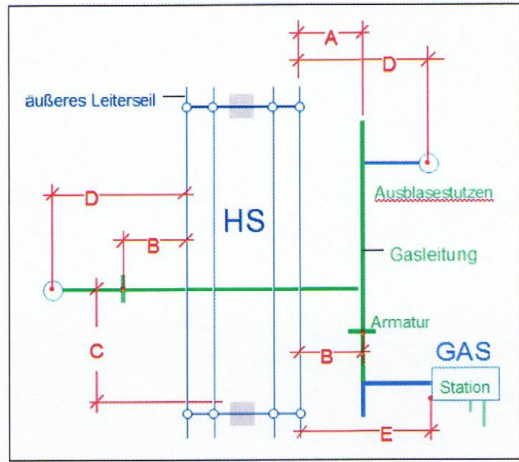 A
D
äußeres Leiterseil
D
Ausblasestutzen
HS
B
Gasleitung
Armatur
C
B
GAS
Station
E